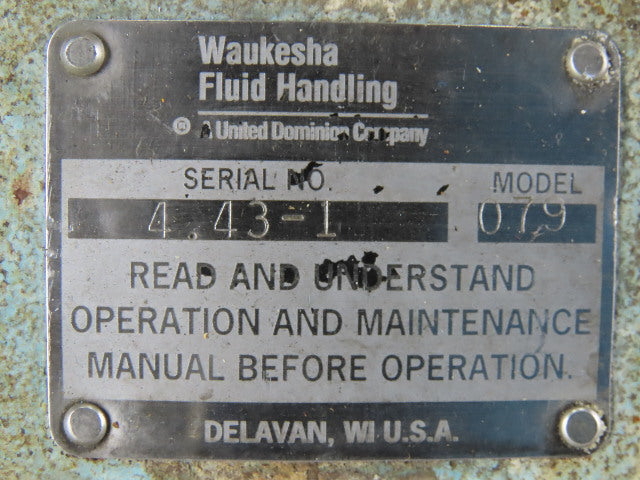 Waukesha
Fluid Handling
® A United Dominion Company
SERIAL NO. MODEL
4.43-1 079
READ AND UNDERSTAND
OPERATION AND MAINTENANCE
MANUAL BEFORE OPERATION.
DELAVAN, WI U.S.A.